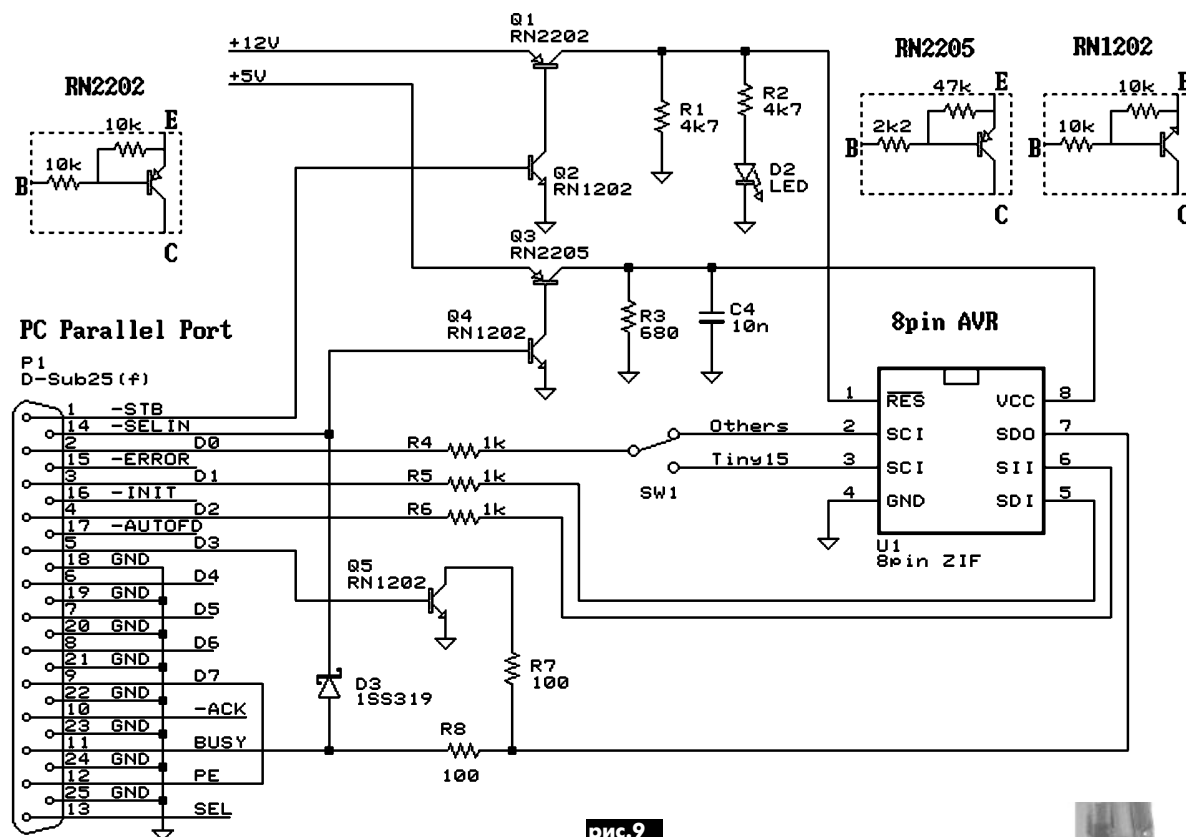 Q1
RN2202
+12V
+5V
RN2202
10k
E
10k
B
C
R1
4k7
R2
4k7
D2
LED
Q2
RN1202
RN2205
47k
E
2k2
B
C
RN1202
10k
10k
B
C
Q3
RN2205
Q4
RN1202
R3
680
C4
10n
8pin AVR
PC Parallel Port
P1
D-Sub25(f)
1 -STB
14 -SELIN
2 D0
15 -ERROR
3 D1
16 -INIT
4 D2
17 -AUTOFD
5 D3
18 GND
6 D4
19 GND
7 D5
20 GND
8 D6
21 GND
9 D7
22 GND
10 -ACK
23 GND
11 BUSY
24 GND
12 PE
25 GND
13 SEL
R4 1k
R5 1k
R6 1k
Others
Tiny15
SW1
1 RES VCC 8
2 SCI SDO 7
3 SCI SII 6
4 GND SDI 5
U1
8pin ZIF
Q5
RN1202
R7
100
D3
1SS319
R8
100
рис.9